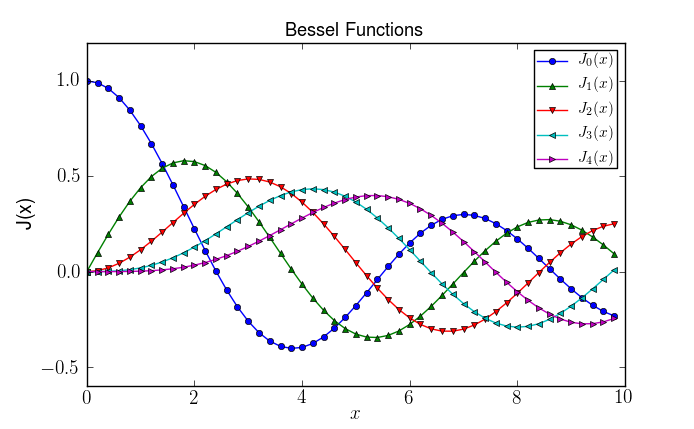 Bessel Functions
J(x)
1.0
0.5
0.0
−0.5
0 2 4 6 8 10
x
J₀(x)
J₁(x)
J₂(x)
J₃(x)
J₄(x)